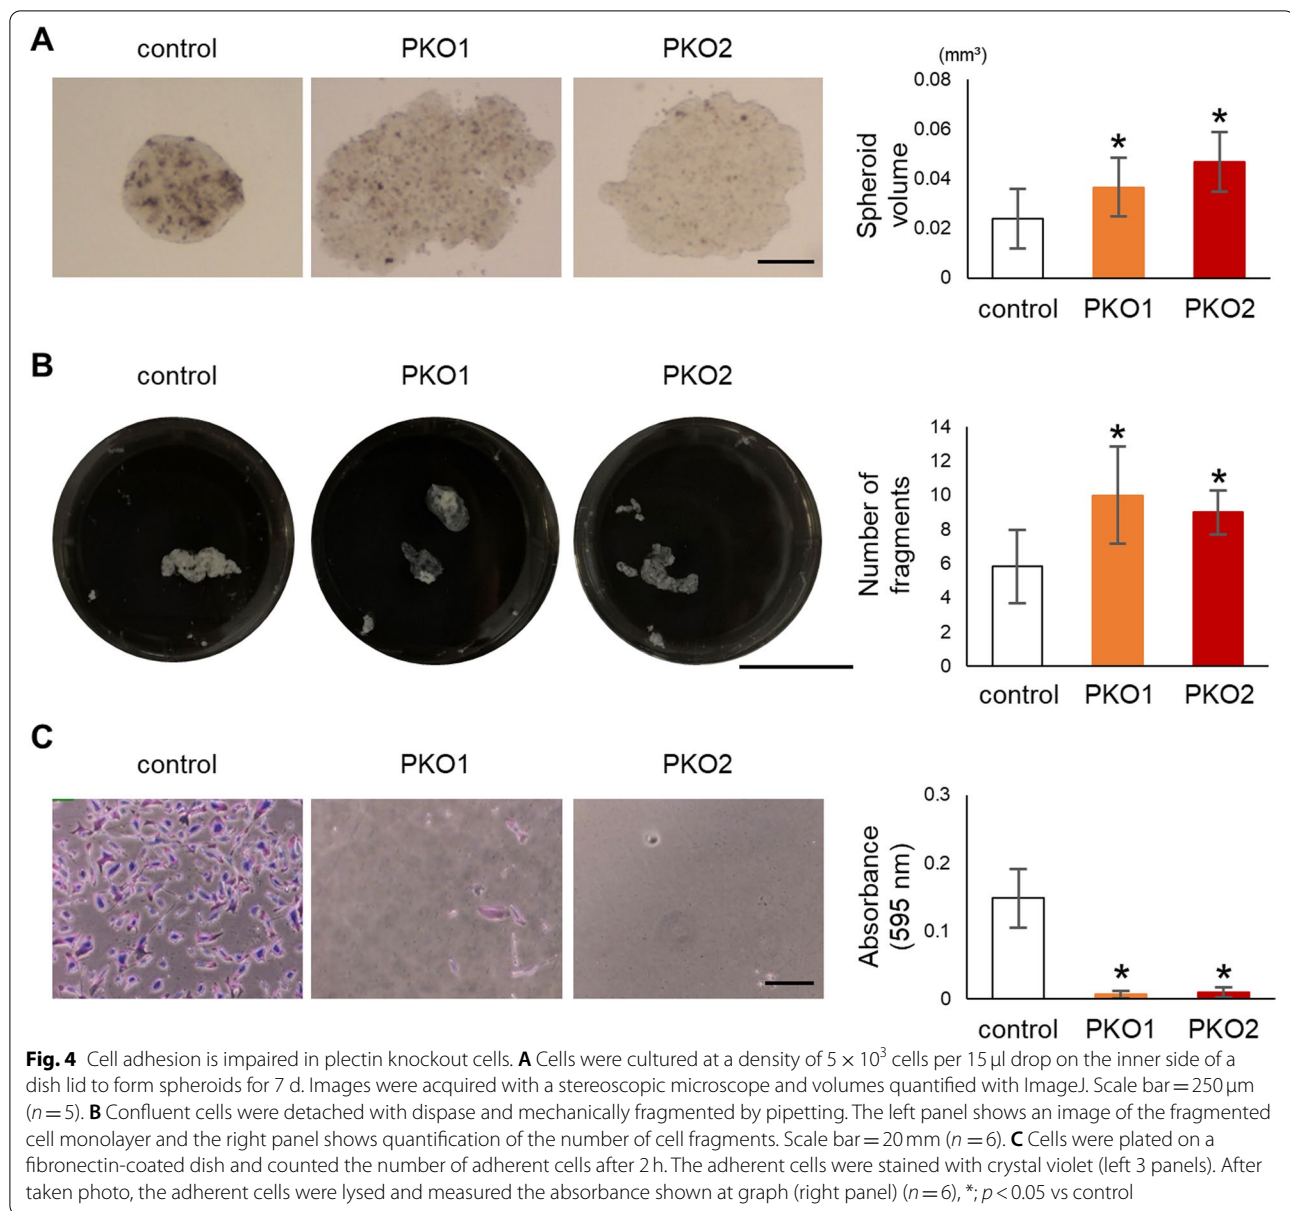 A
control PKO1 PKO2
(mm³)
0.08
0.06
0.04
0.02
0
Spheroid
volume
* *
control PKO1 PKO2
B
control PKO1 PKO2
14
12
10
8
6
4
2
0
Number of
fragments
* *
control PKO1 PKO2
C
control PKO1 PKO2
0.3
0.2
0.1
0
Absorbance
(595 nm)
* *
control PKO1 PKO2
Fig. 4 Cell adhesion is impaired in plectin knockout cells. A Cells were cultured at a density of 5 × 10³ cells per 15 μl drop on the inner side of a
dish lid to form spheroids for 7 d. Images were acquired with a stereoscopic microscope and volumes quantified with ImageJ. Scale bar = 250 μm
(n = 5). B Confluent cells were detached with dispase and mechanically fragmented by pipetting. The left panel shows an image of the fragmented
cell monolayer and the right panel shows quantification of the number of cell fragments. Scale bar = 20 mm (n = 6). C Cells were plated on a
fibronectin-coated dish and counted the number of adherent cells after 2 h. The adherent cells were stained with crystal violet (left 3 panels). After
taken photo, the adherent cells were lysed and measured the absorbance shown at graph (right panel) (n = 6), *; p < 0.05 vs control